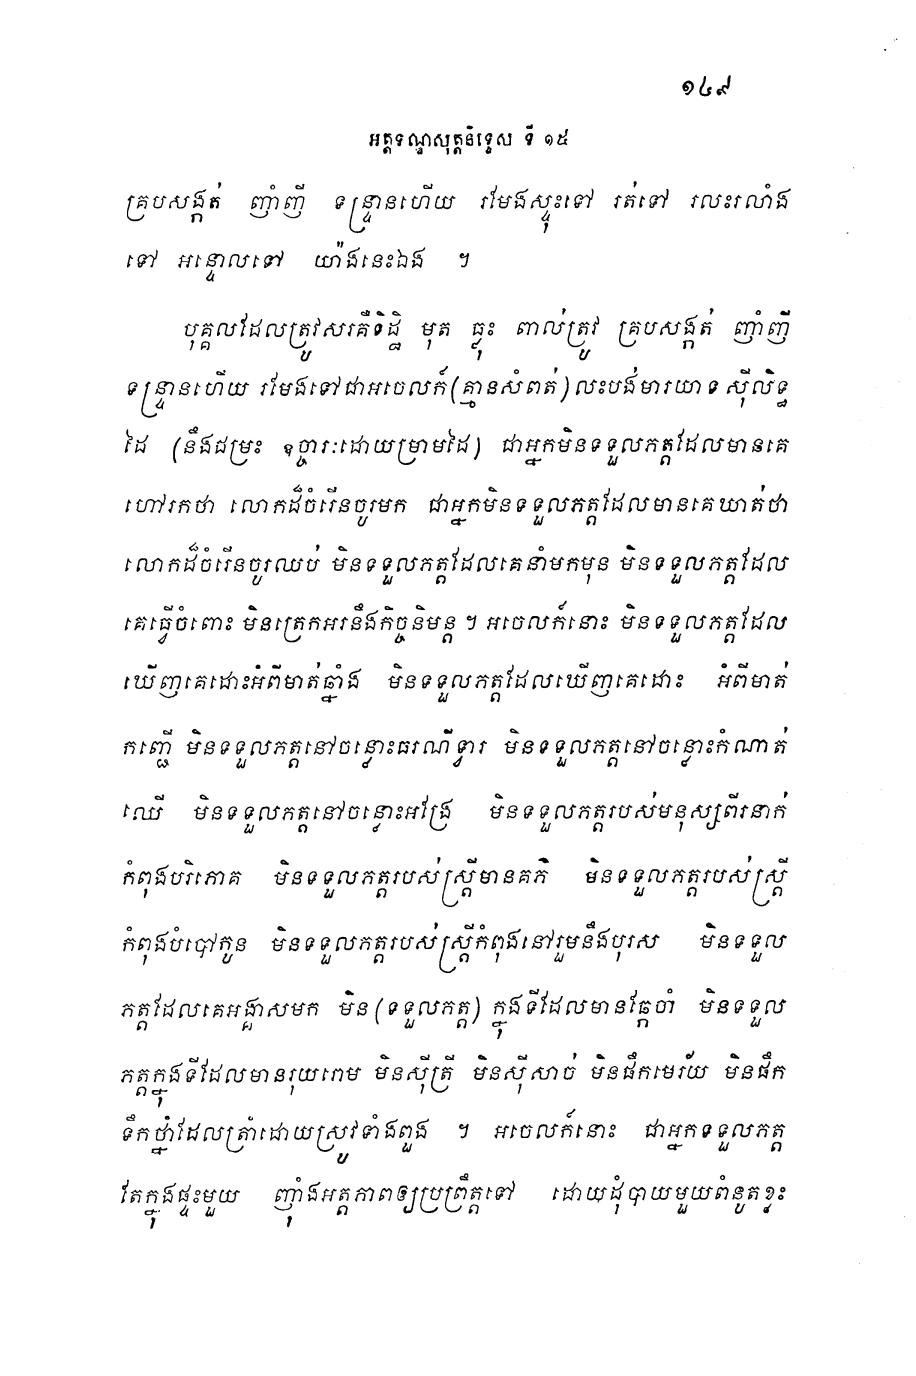 ១៤៩
អត្តទណ្ឌសុត្តនិទ្ទេស ទី ១៥
គ្របសង្កត់ ញាំញី ទន្ទ្រានហើយ រមែងស្ទុះទៅ រត់ទៅ រលះរលាំង
ទៅ អន្ទោលទៅ យ៉ាងនេះឯង ។
បុគ្គលដែលត្រូវសរគឺទិដ្ឋិ មុត ធ្លុះ ពាល់ត្រូវ គ្របសង្កត់ ញាំញី
ទន្ទ្រានហើយ រមែងទៅជាអចេលក៍(គ្មានសំពត់)លះបង់មារយាទ ស៊ីលិទ្ធ
ដៃ (នឹងជម្រះ ឧច្ចារៈដោយម្រាមដៃ) ជាអ្នកមិនទទួលភត្តដែលមានគេ
ហៅរកថា លោកដ៏ចំរើនចូរមក ជាអ្នកមិនទទួលភត្តដែលមានគេឃាត់ថា
លោកដ៏ចំរើនចូរឈប់ មិនទទួលភត្តដែលគេនាំមកមុន មិនទទួលភត្តដែល
គេធ្វើចំពោះ មិនត្រេកអរនឹងកិច្ចនិមន្ត ។ អចេលក៍នោះ មិនទទួលភត្តដែល
ឃើញគេដោះអំពីមាត់ឆ្នាំង មិនទទួលភត្តដែលឃើញគេដោះ អំពីមាត់
កញ្ជើ មិនទទួលភត្តនៅចន្លោះធរណីទ្វារ មិនទទួលភត្តនៅចន្លោះកំណាត់
ឈើ មិនទទួលភត្តនៅចន្លោះអង្រែ មិនទទួលភត្តរបស់មនុស្សពីរនាក់
កំពុងបរិភោគ មិនទទួលភត្តរបស់ស្ត្រីមានគភ៌ មិនទទួលភត្តរបស់ស្ត្រី
កំពុងបំបៅកូន មិនទទួលភត្តរបស់ស្ត្រីកំពុងនៅរួមនឹងបុរស មិនទទួល
ភត្តដែលគេអង្គាសមក មិន(ទទួលភត្ត)ក្នុងទីដែលមានឆ្កែចាំ មិនទទួល
ភត្តក្នុងទីដែលមានរុយរោម មិនស៊ីត្រី មិនស៊ីសាច់ មិនផឹកមេរ័យ មិនផឹក
ទឹកថ្នាំដែលត្រាំដោយស្រូវទាំងពួង ។ អចេលក៍នោះ ជាអ្នកទទួលភត្ត
តែក្នុងផ្ទះមួយ ញ៉ាំងអត្តភាពឲ្យប្រព្រឹត្តទៅ ដោយដុំបាយមួយពំនូតខ្លះ